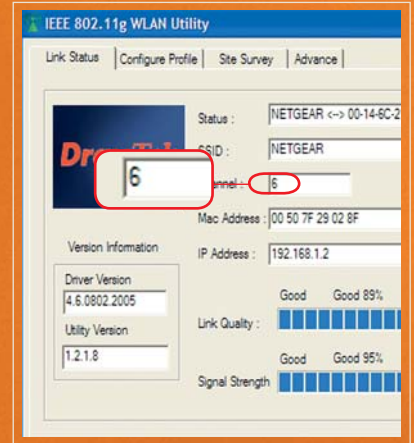 IEEE 802.11g WLAN Utility
Link Status Configure Profile Site Survey Advance
Status : NETGEAR <--> 00-14-6C-2
SSID : NETGEAR
6
Channel : 6
Mac Address : 00 50 7F 29 02 8F
Version Information
IP Address : 192.168.1.2
Driver Version
4.6.0802.2005
Good Good 89%
Link Quality :
Utility Version
1.2.1.8
Good Good 95%
Signal Strength